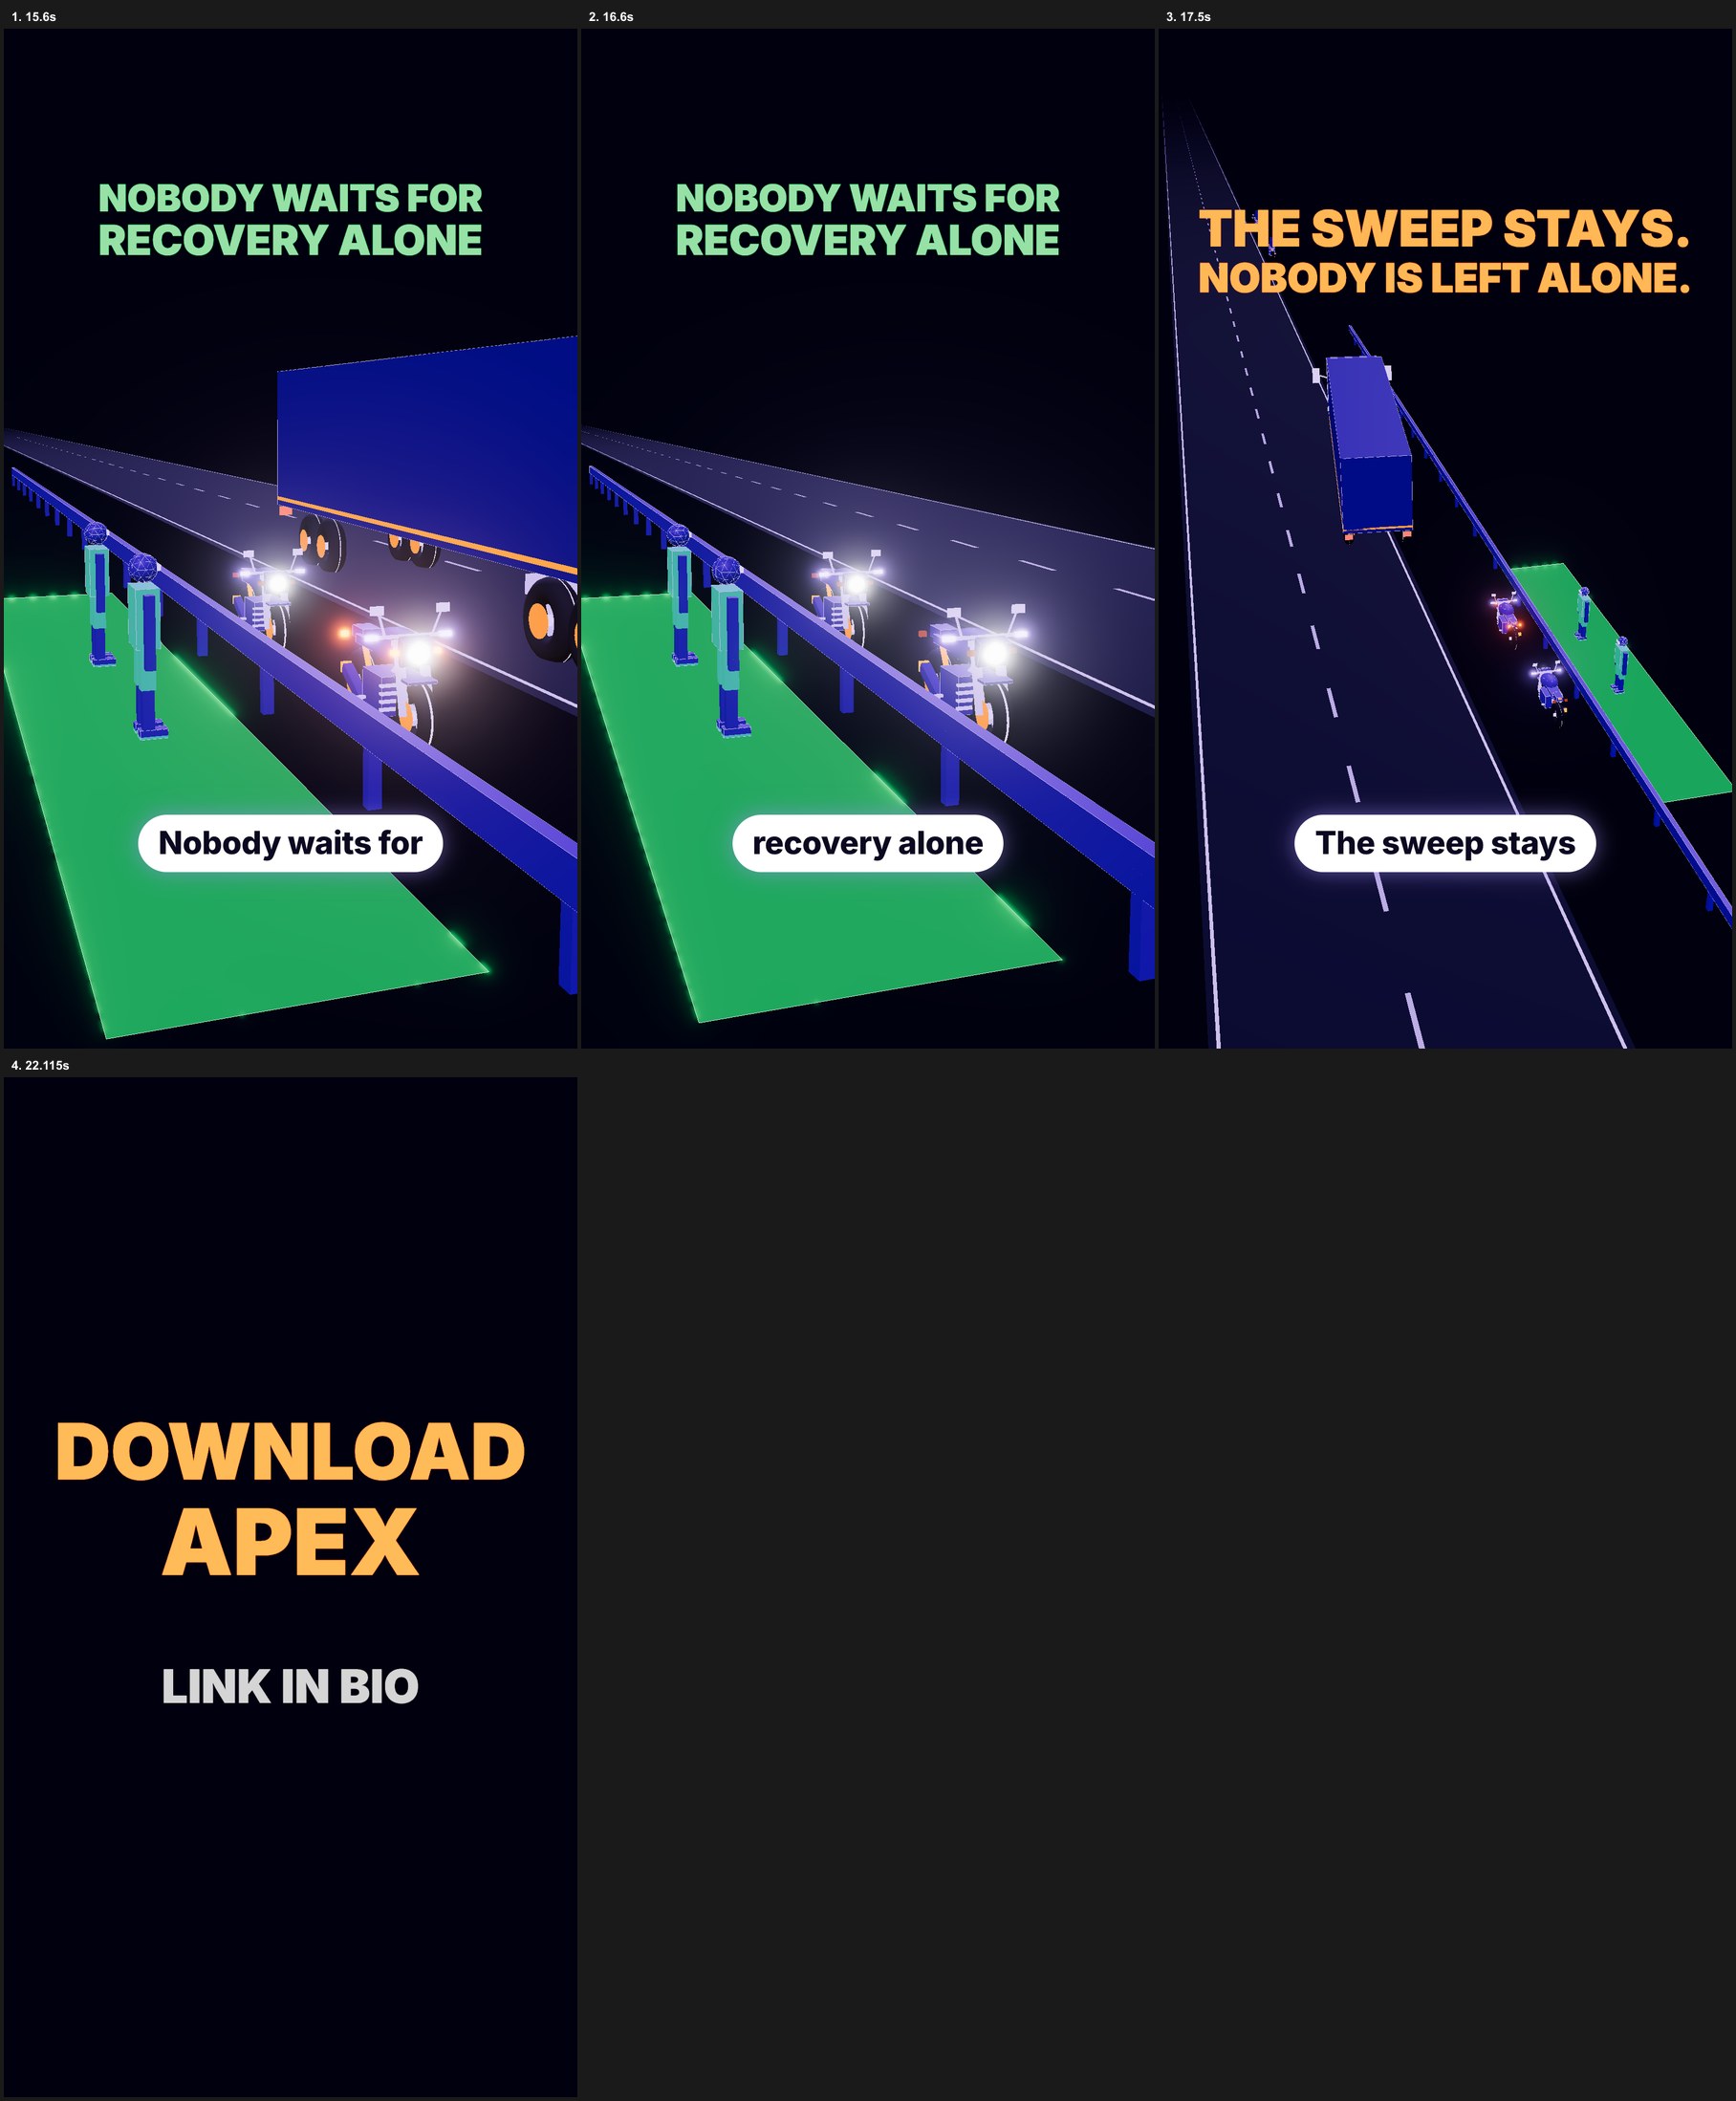 1. 15.6s
NOBODY WAITS FOR
RECOVERY ALONE
Nobody waits for
2. 16.6s
NOBODY WAITS FOR
RECOVERY ALONE
recovery alone
3. 17.5s
THE SWEEP STAYS.
NOBODY IS LEFT ALONE.
The sweep stays
4. 22.115s
DOWNLOAD
APEX
LINK IN BIO